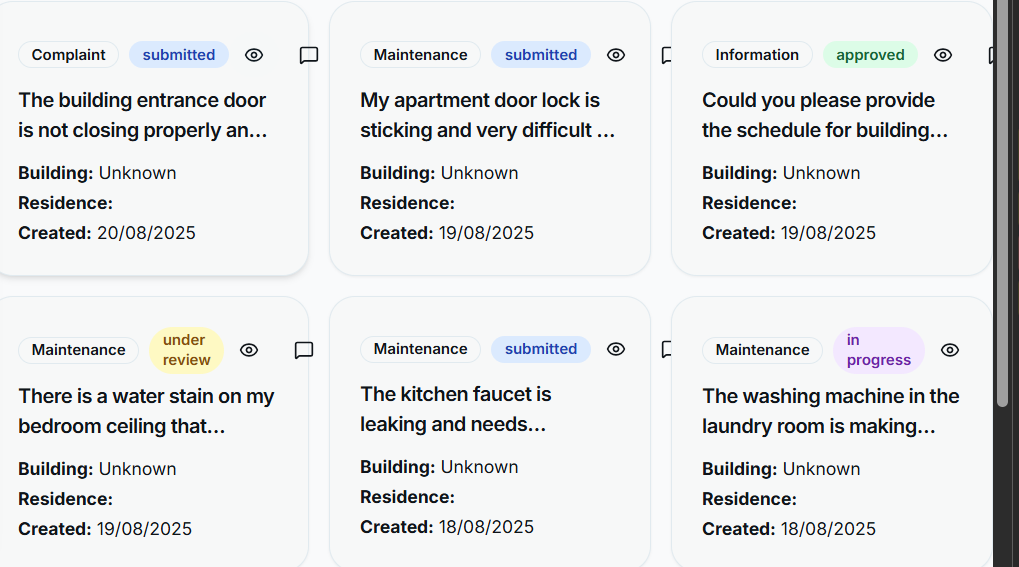 Complaint submitted
The building entrance door
is not closing properly an...
Building: Unknown
Residence:
Created: 20/08/2025
Maintenance submitted
My apartment door lock is
sticking and very difficult ...
Building: Unknown
Residence:
Created: 19/08/2025
Information approved
Could you please provide
the schedule for building...
Building: Unknown
Residence:
Created: 19/08/2025
Maintenance under
review
There is a water stain on my
bedroom ceiling that...
Building: Unknown
Residence:
Created: 19/08/2025
Maintenance submitted
The kitchen faucet is
leaking and needs...
Building: Unknown
Residence:
Created: 18/08/2025
Maintenance in
progress
The washing machine in the
laundry room is making...
Building: Unknown
Residence:
Created: 18/08/2025